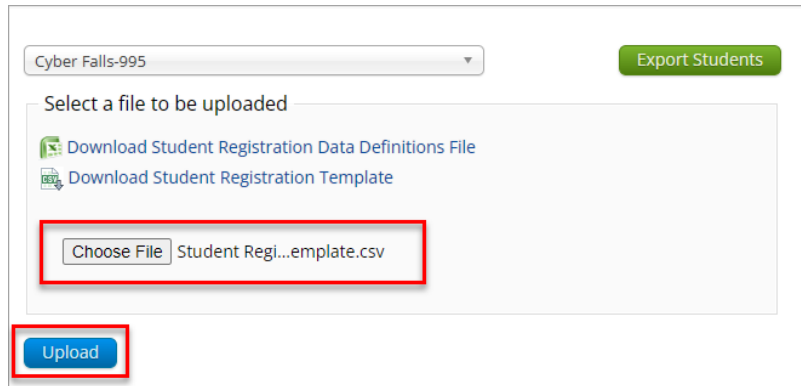 Cyber Falls-995
Export Students
Select a file to be uploaded
Download Student Registration Data Definitions File
CSV Download Student Registration Template
Choose File Student Regi...emplate.csv
Upload